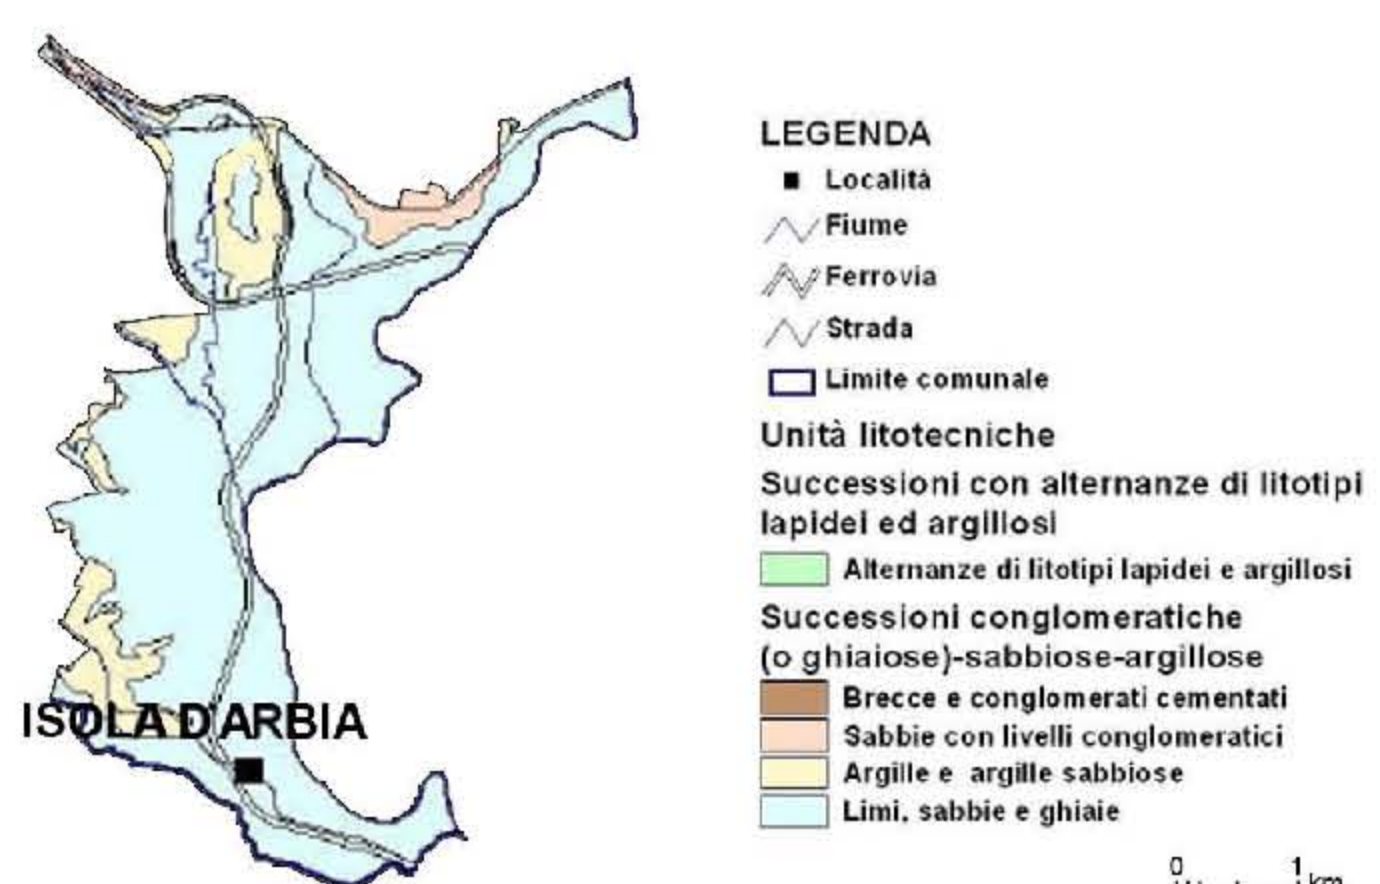 LEGENDA
Località
Fiume
Ferrovia
Strada
Limite comunale
Unità litotecniche
Successioni con alternanze di litotipi
lapidei ed argillosi
Alternanze di litotipi lapidei e argillosi
Successioni conglomeratiche
(o ghiaiose)-sabbiose-argillose
Brecce e conglomerati cementati
Sabbie con livelli conglomeratici
Argille e argille sabbiose
Limi, sabbie e ghiaie
ISOLA D'ARBIA
0 1 km